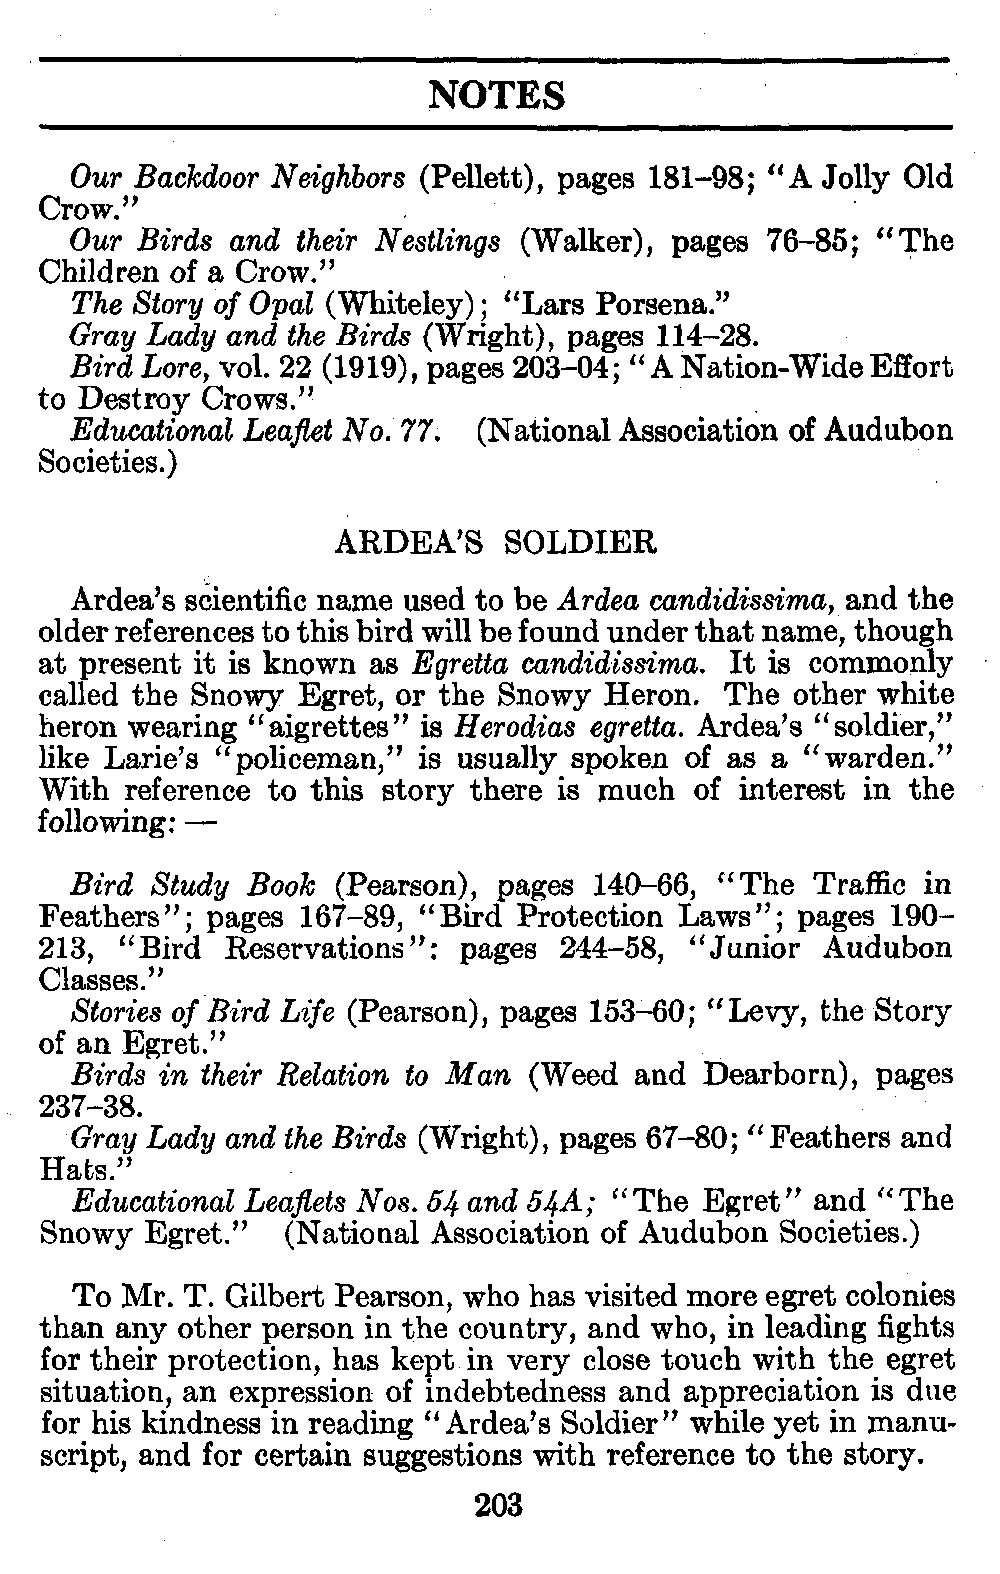 NOTES
Our Backdoor Neighbors (Pellett), pages 181–98; "A Jolly Old
Crow."
Our Birds and their Nestlings (Walker), pages 76–85; "The
Children of a Crow."
The Story of Opal (Whiteley); "Lars Porsena."
Gray Lady and the Birds (Wright), pages 114–28.
Bird Lore, vol. 22 (1919), pages 203–04; "A Nation-Wide Effort
to Destroy Crows."
Educational Leaflet No. 77. (National Association of Audubon
Societies.)
ARDEA'S SOLDIER
Ardea's scientific name used to be Ardea candidissima, and the
older references to this bird will be found under that name, though
at present it is known as Egretta candidissima. It is commonly
called the Snowy Egret, or the Snowy Heron. The other white
heron wearing "aigrettes" is Herodias egretta. Ardea's "soldier,"
like Larie's "policeman," is usually spoken of as a "warden."
With reference to this story there is much of interest in the
following: —
Bird Study Book (Pearson), pages 140–66, "The Traffic in
Feathers"; pages 167–89, "Bird Protection Laws"; pages 190–
213, "Bird Reservations": pages 244–58, "Junior Audubon
Classes."
Stories of Bird Life (Pearson), pages 153–60; "Levy, the Story
of an Egret."
Birds in their Relation to Man (Weed and Dearborn), pages
237–38.
Gray Lady and the Birds (Wright), pages 67–80; "Feathers and
Hats."
Educational Leaflets Nos. 54 and 54A; "The Egret" and "The
Snowy Egret." (National Association of Audubon Societies.)
To Mr. T. Gilbert Pearson, who has visited more egret colonies
than any other person in the country, and who, in leading fights
for their protection, has kept in very close touch with the egret
situation, an expression of indebtedness and appreciation is due
for his kindness in reading "Ardea's Soldier" while yet in manu-
script, and for certain suggestions with reference to the story.
203